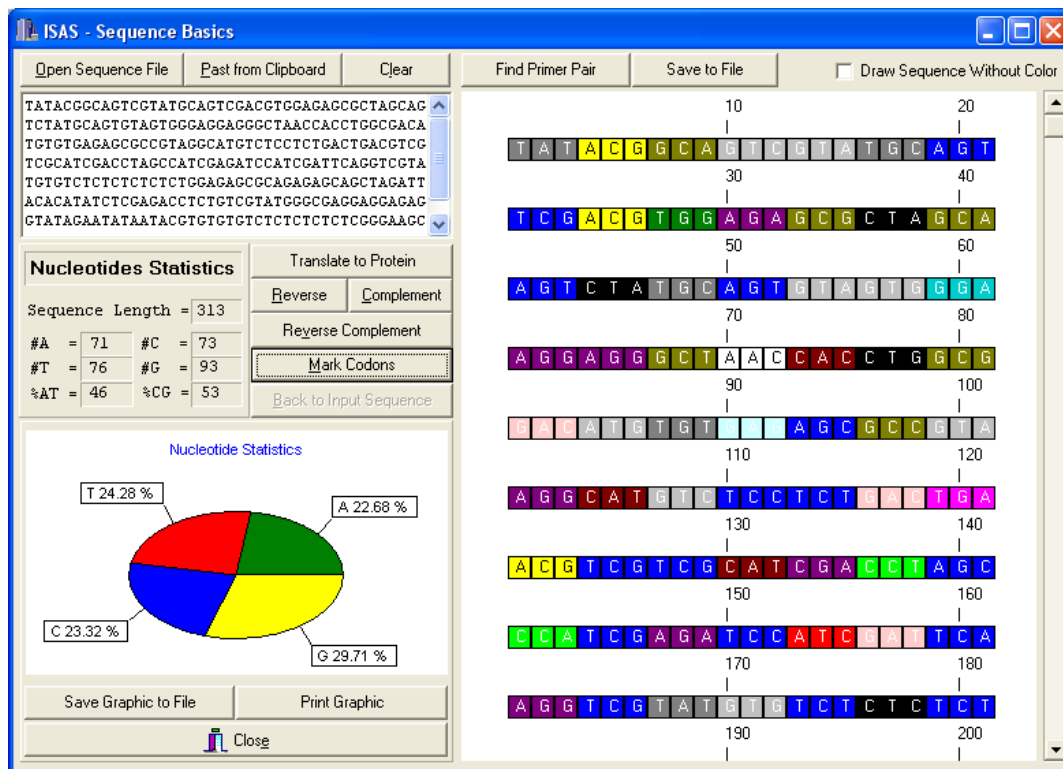 ISAS - Sequence Basics
Open Sequence File Past from Clipboard Clear Find Primer Pair Save to File Draw Sequence Without Color
TATACGGCAGTCGTATGCAGTCGACGTGGAGAGCGCTAGCAG
TCTATGCAGTGTAGTGGGAGGAGGGCTAACCACCTGGCGACA
TGTGTGAGAGCGCCGTAGGCATGTCTCCTCTGACTGACGTCG
TCGCATCGACCTAGCCATCGAGATCCATCGATTCAGGTCGTA
TGTGTCTCTCTCTCTCTGGAGAGCGCAGAGAGCAGCTAGATT
ACACATATCTCGAGACCTCTGTCGTATGGGCGAGGAGGAGAG
GTATAGAATATAATACGTGTGTGTCTCTCTCTCTCGGGAAGC
Nucleotides Statistics
Sequence Length = 313
#A = 71 #C = 73
#T = 76 #G = 93
%AT = 46 %CG = 53
Translate to Protein
Reverse Complement
Reverse Complement
Mark Codons
Back to Input Sequence
Nucleotide Statistics
T 24.28 %
A 22.68 %
C 23.32 %
G 29.71 %
Save Graphic to File Print Graphic
Close
10 20
T A T A C G G C A G T C G T A T G C A G T
30 40
T C G A C G T G G A G A G C G C T A G C A
50 60
A G T C T A T G C A G T G T A G T G G G A
70 80
A G G A G G G C T A A C C A C C T G G C G
90 100
G A C A T G T G T G A G A G C G C C G T A
110 120
A G G C A T G T C T C C T C T G A C T G A
130 140
A C G T C G T C G C A T C G A C C T A G C
150 160
C C A T C G A G A T C C A T C G A T T C A
170 180
A G G T C G T A T G T G T C T C T C T C T
190 200